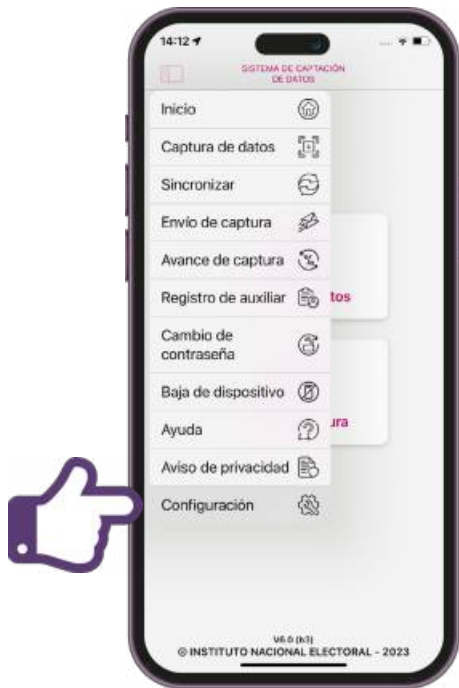 14:12
SISTEMA DE CAPTACIÓN
DE DATOS
Inicio
Captura de datos
Sincronizar
Envío de captura
Avance de captura
Registro de auxiliar
tos
Cambio de
contraseña
Baja de dispositivo
Ayuda
ura
Aviso de privacidad
Configuración
V6.0 (h3)
© INSTITUTO NACIONAL ELECTORAL - 2023